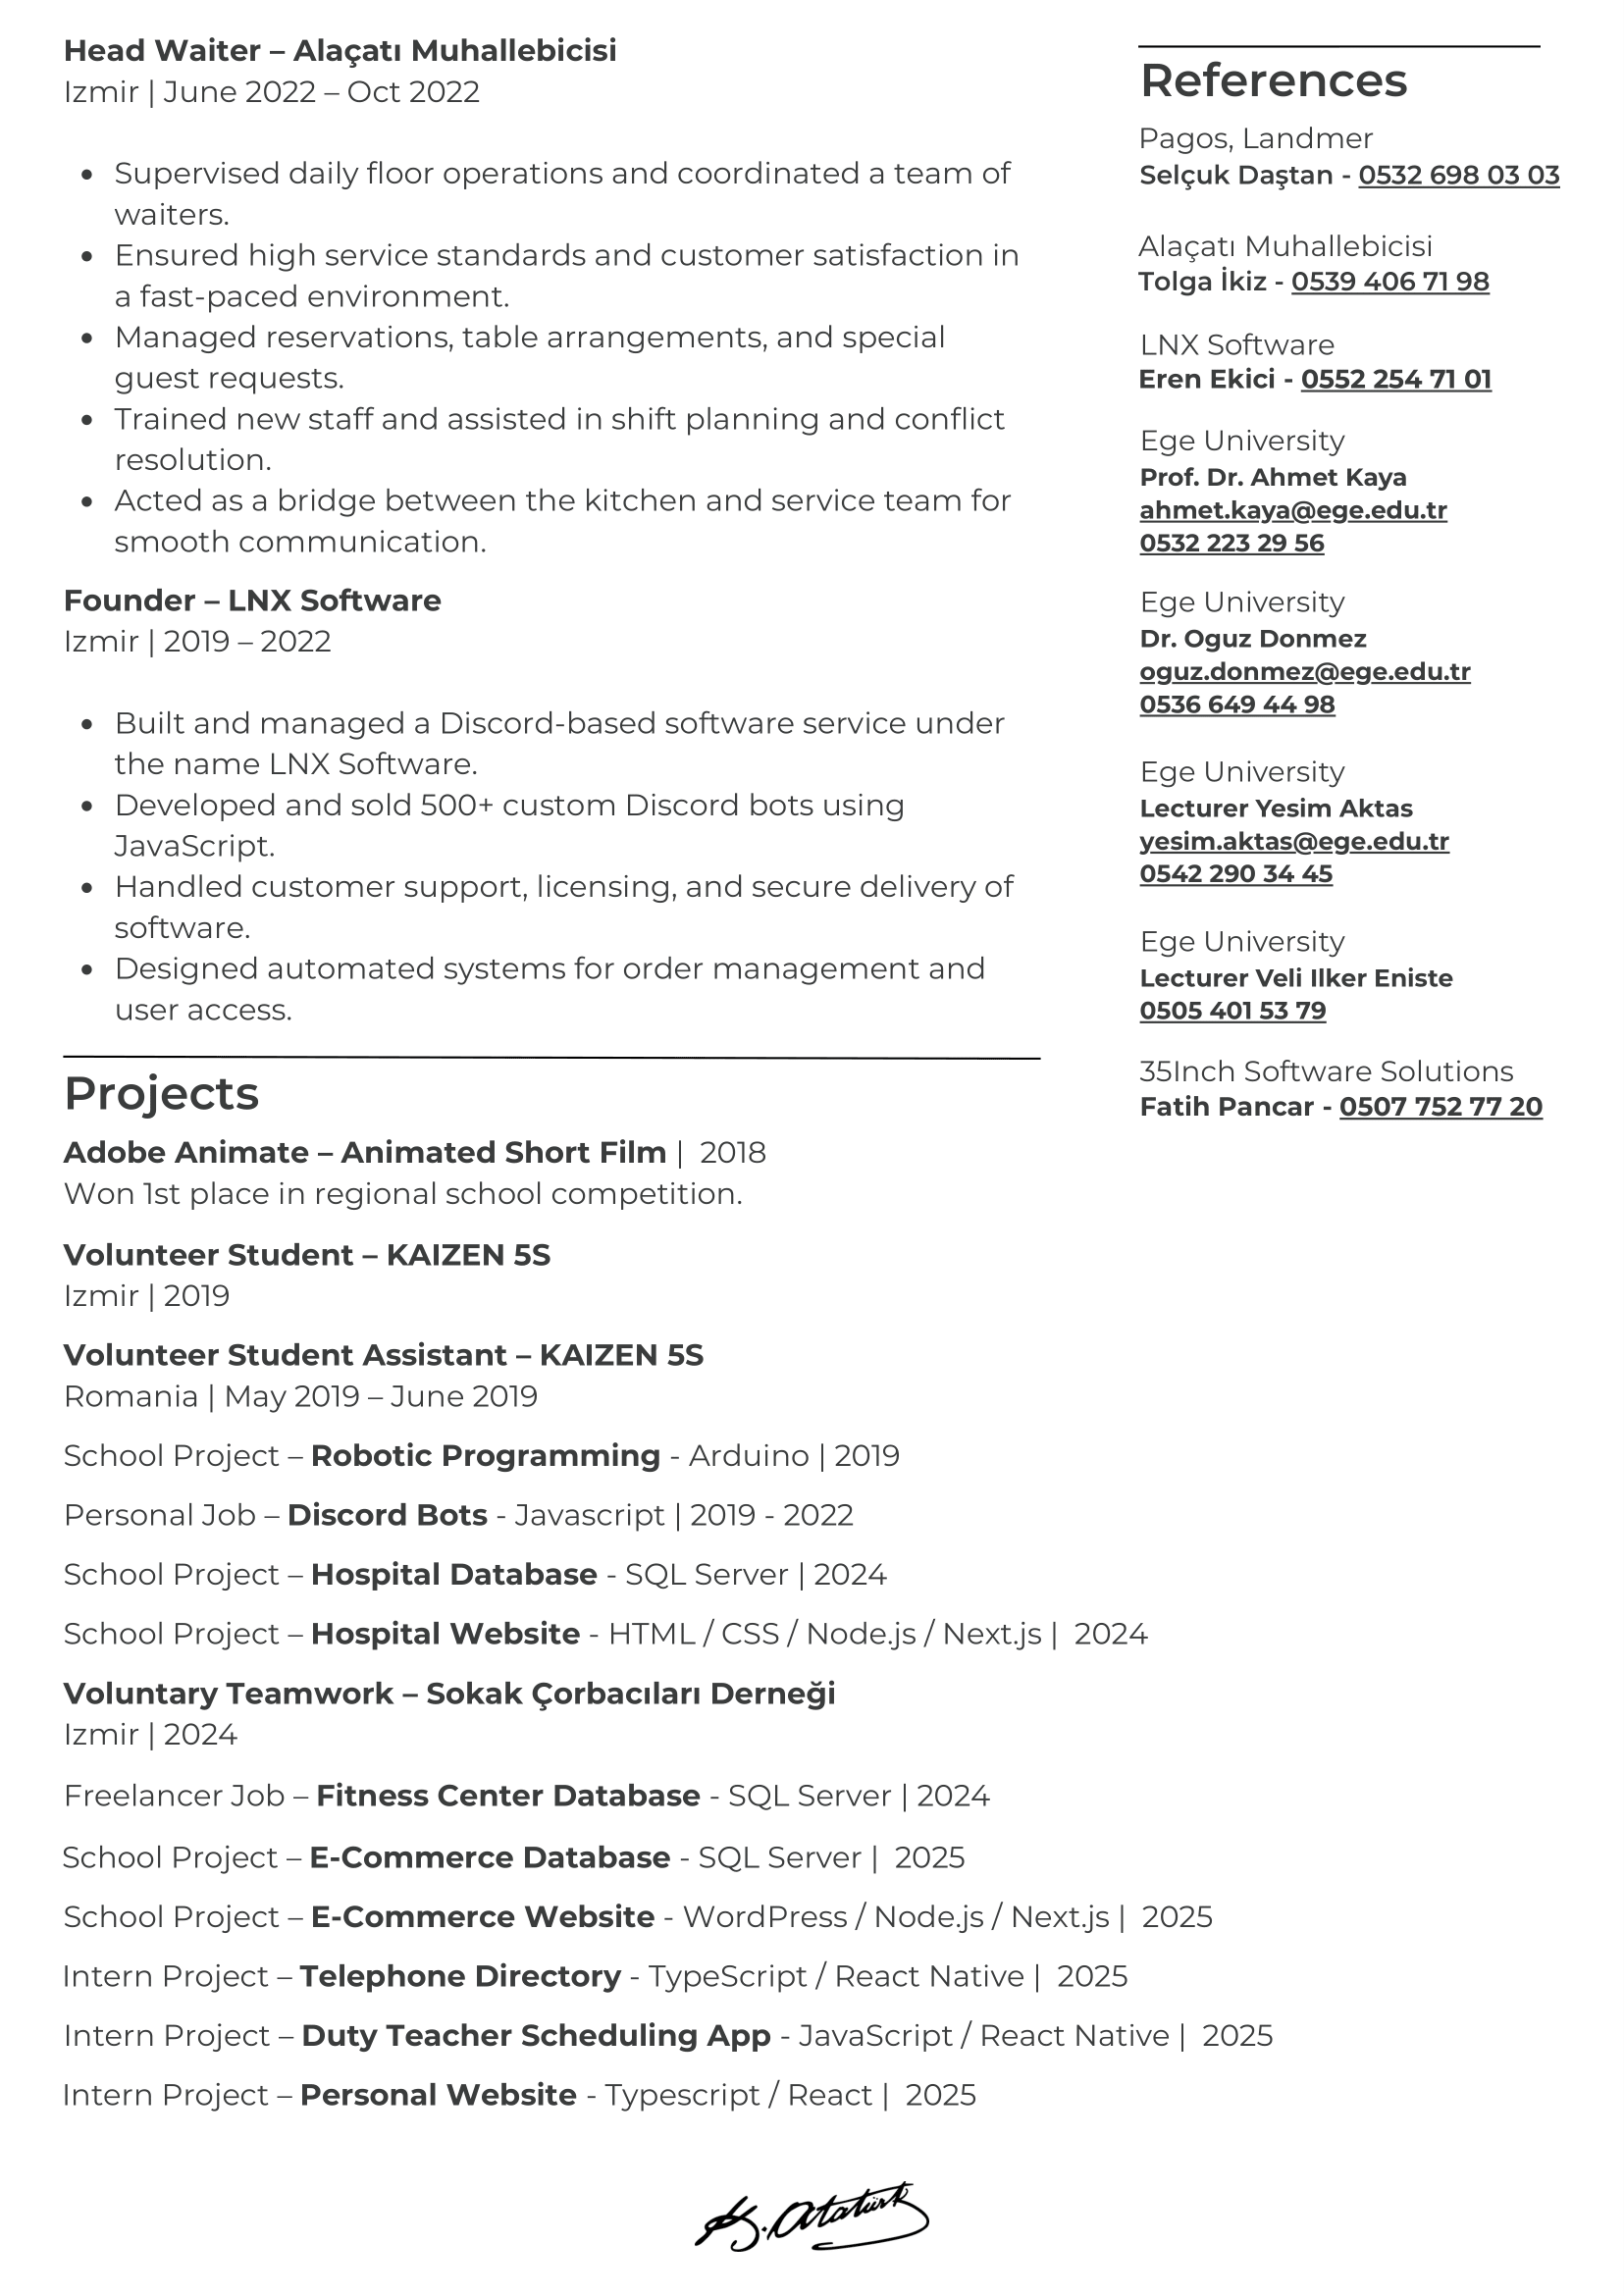 Head Waiter – Alaçatı Muhallebicisi
Izmir | June 2022 – Oct 2022
• Supervised daily floor operations and coordinated a team of
waiters.
• Ensured high service standards and customer satisfaction in
a fast-paced environment.
• Managed reservations, table arrangements, and special
guest requests.
• Trained new staff and assisted in shift planning and conflict
resolution.
• Acted as a bridge between the kitchen and service team for
smooth communication.
Founder – LNX Software
Izmir | 2019 – 2022
• Built and managed a Discord-based software service under
the name LNX Software.
• Developed and sold 500+ custom Discord bots using
JavaScript.
• Handled customer support, licensing, and secure delivery of
software.
• Designed automated systems for order management and
user access.
Projects
Adobe Animate – Animated Short Film | 2018
Won 1st place in regional school competition.
Volunteer Student – KAIZEN 5S
Izmir | 2019
Volunteer Student Assistant – KAIZEN 5S
Romania | May 2019 – June 2019
School Project – Robotic Programming - Arduino | 2019
Personal Job – Discord Bots - Javascript | 2019 - 2022
School Project – Hospital Database - SQL Server | 2024
School Project – Hospital Website - HTML / CSS / Node.js / Next.js | 2024
Voluntary Teamwork – Sokak Çorbacıları Derneği
Izmir | 2024
Freelancer Job – Fitness Center Database - SQL Server | 2024
School Project – E-Commerce Database - SQL Server | 2025
School Project – E-Commerce Website - WordPress / Node.js / Next.js | 2025
Intern Project – Telephone Directory - TypeScript / React Native | 2025
Intern Project – Duty Teacher Scheduling App - JavaScript / React Native | 2025
Intern Project – Personal Website - Typescript / React | 2025
References
Pagos, Landmer
Selçuk Daştan - 0532 698 03 03
Alaçatı Muhallebicisi
Tolga İkiz - 0539 406 71 98
LNX Software
Eren Ekici - 0552 254 71 01
Ege University
Prof. Dr. Ahmet Kaya
ahmet.kaya@ege.edu.tr
0532 223 29 56
Ege University
Dr. Oguz Donmez
oguz.donmez@ege.edu.tr
0536 649 44 98
Ege University
Lecturer Yesim Aktas
yesim.aktas@ege.edu.tr
0542 290 34 45
Ege University
Lecturer Veli Ilker Eniste
0505 401 53 79
35Inch Software Solutions
Fatih Pancar - 0507 752 77 20
K. Atatürk